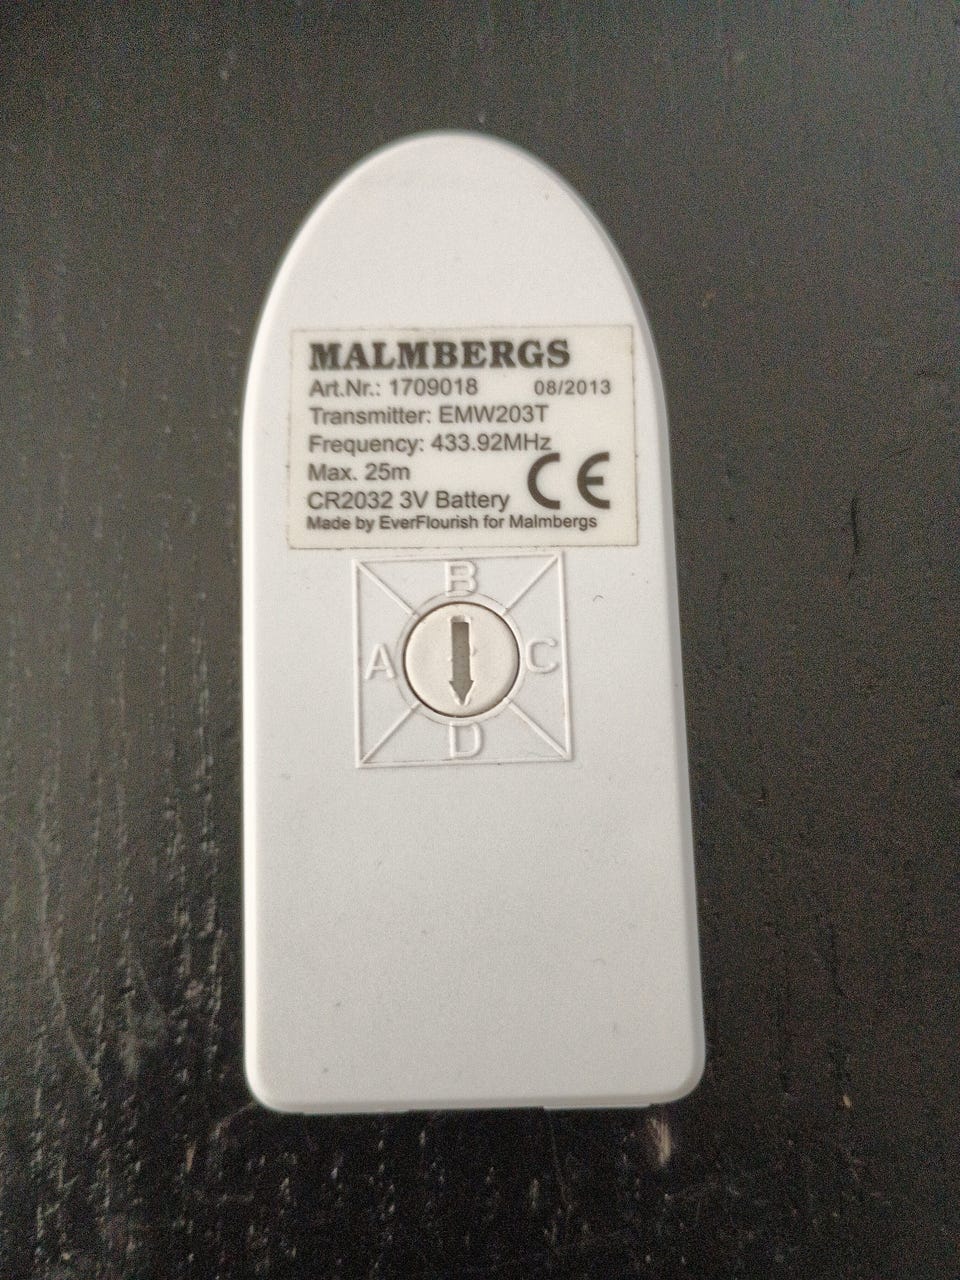 MALMBERGS
Art.Nr.: 1709018 08/2013
Transmitter: EMW203T
Frequency: 433.92MHz
Max. 25m
CR2032 3V Battery CE
Made by EverFlourish for Malmbergs
B
A C
D